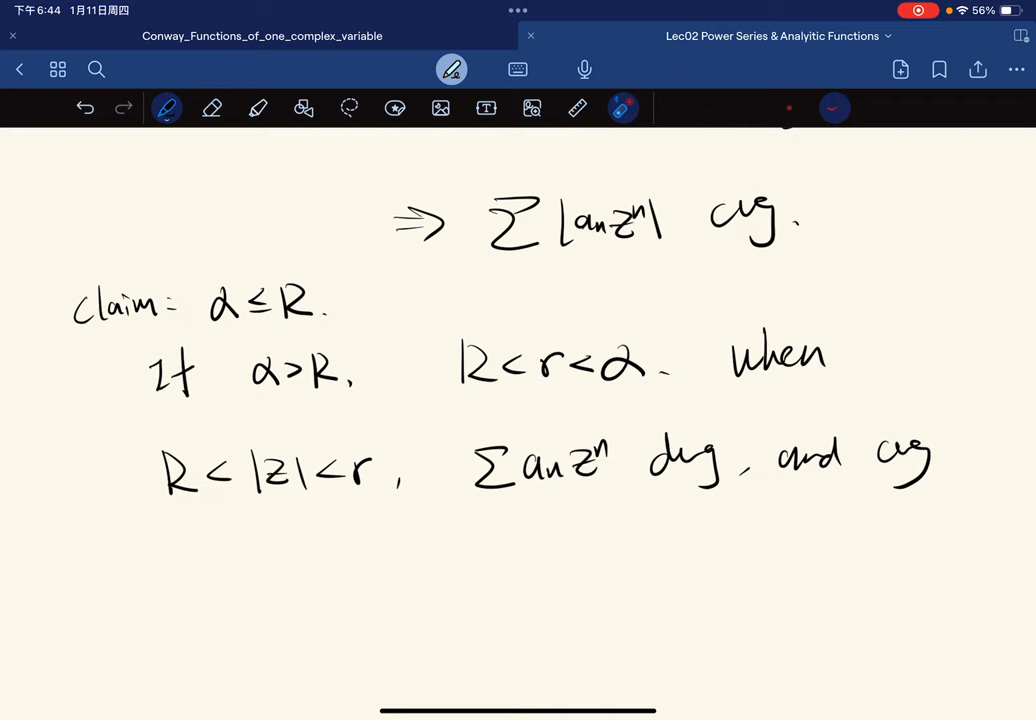 下午6:44 1月11日周四
56%
Conway_Functions_of_one_complex_variable
Lec02 Power Series & Analyitic Functions
⇒ ∑ |anzⁿ| cvg.
claim: α ≤ R.
If α > R, R < r < α. when
R < |z| < r, ∑ anzⁿ dvg, and cvg